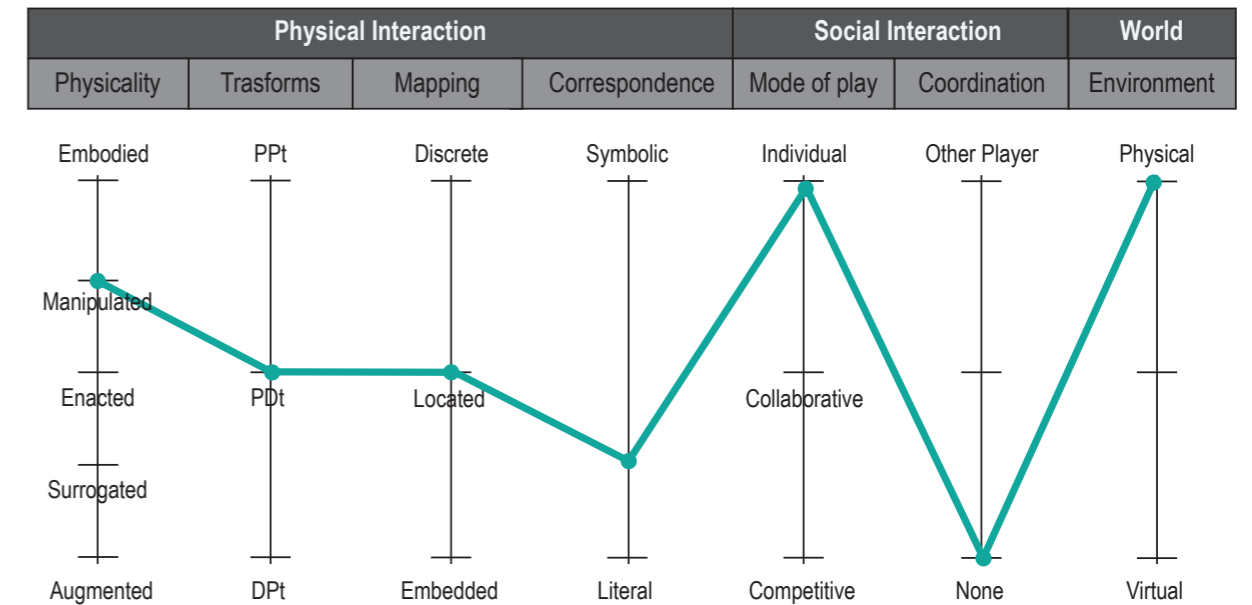 Physical Interaction Social Interaction World
Physicality Trasforms Mapping Correspondence Mode of play Coordination Environment
Embodied PPt Discrete Symbolic Individual Other Player Physical
Manipulated
Enacted PDt Located Collaborative
Surrogated
Augmented DPt Embedded Literal Competitive None Virtual